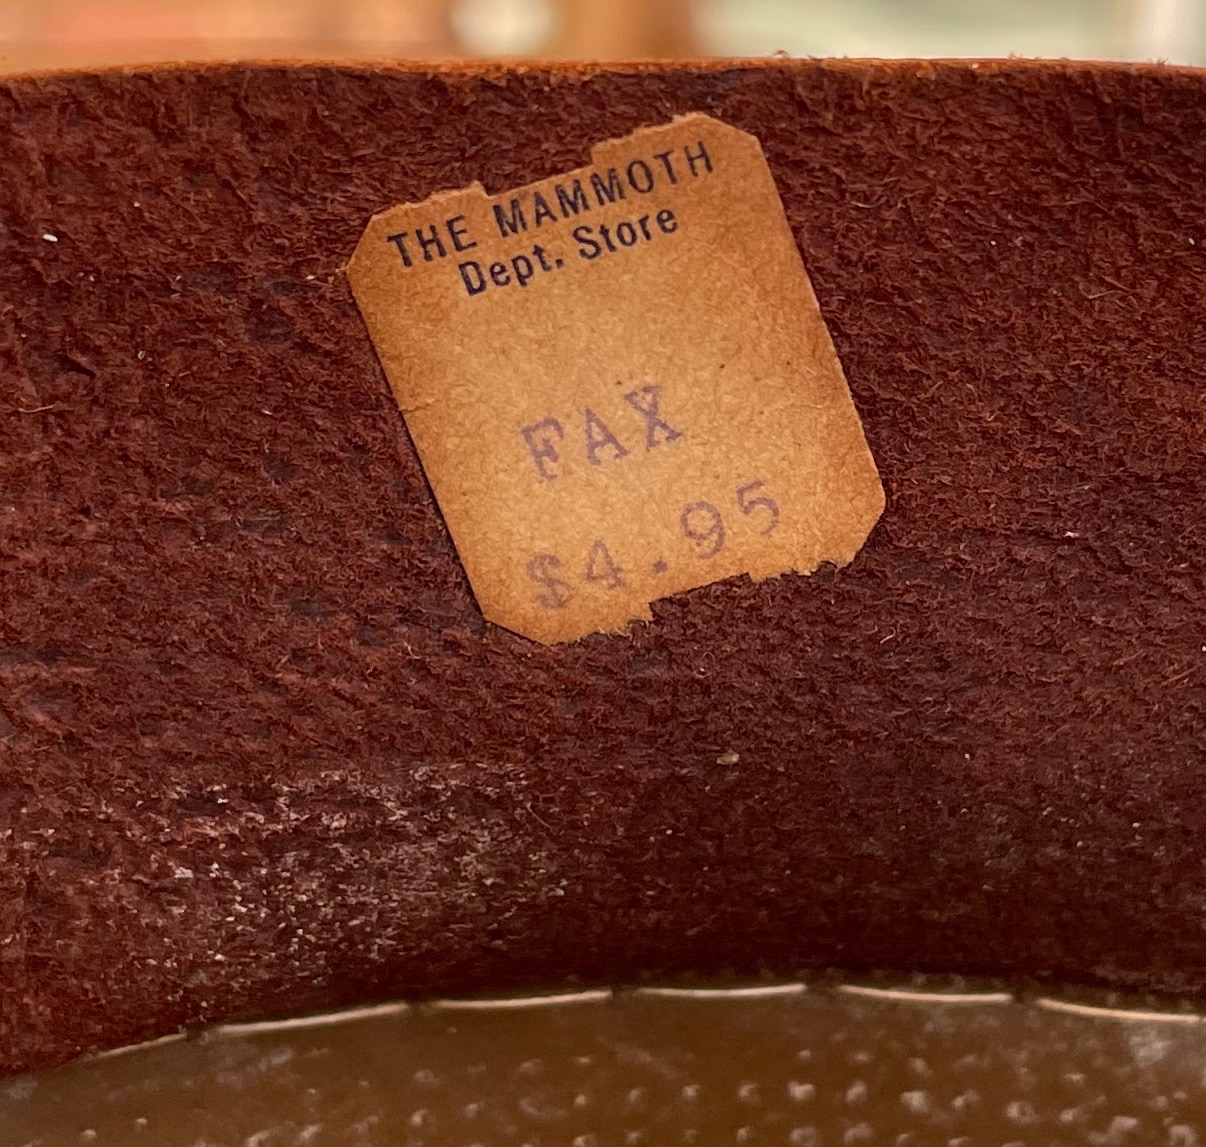 THE MAMMOTH
Dept. Store
FAX
$4.95